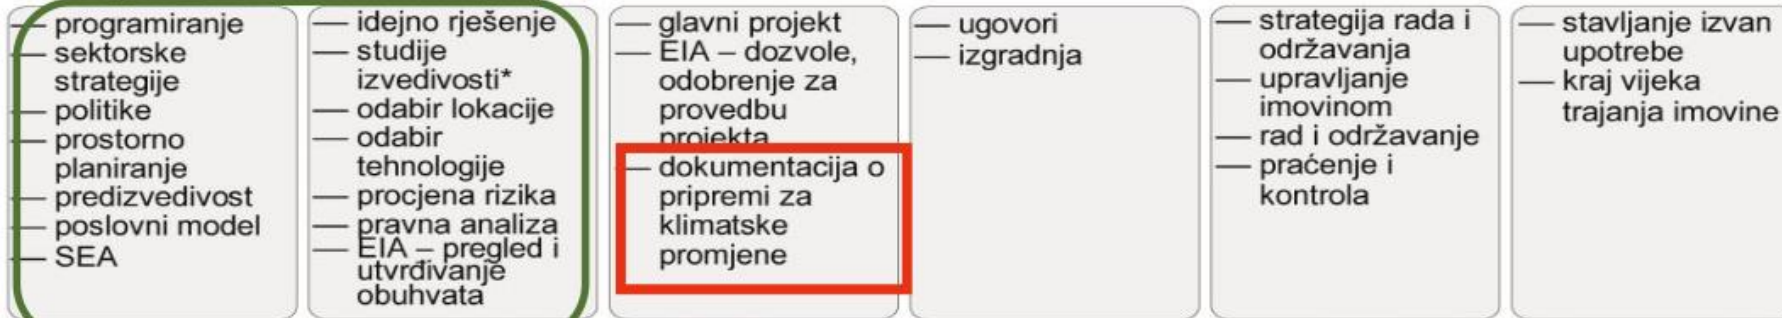 — programiranje
— sektorske
strategije
— politike
— prostorno
planiranje
— predizvedivost
— poslovni model
— SEA
— idejno rješenje
— studije
izvedivosti*
— odabir lokacije
— odabir
tehnologije
— procjena rizika
— pravna analiza
— EIA – pregled i
utvrđivanje
obuhvata
— glavni projekt
— EIA – dozvole,
odobrenje za
provedbu
projekta
— dokumentacija o
pripremi za
klimatske
promjene
— ugovori
— izgradnja
— strategija rada i
održavanja
— upravljanje
imovinom
— rad i održavanje
— praćenje i
kontrola
— stavljanje izvan
upotrebe
— kraj vijeka
trajanja imovine